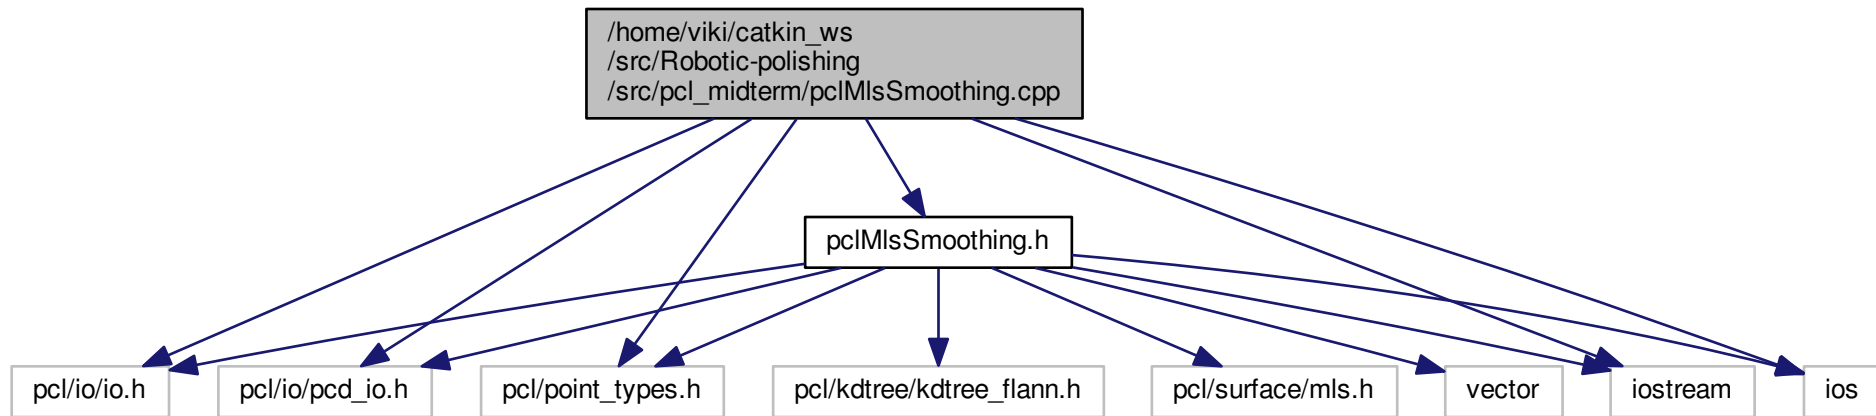 /home/viki/catkin_ws
/src/Robotic-polishing
/src/pcl_midterm/pclMlsSmoothing.cpp
pclMlsSmoothing.h
pcl/io/io.h
pcl/io/pcd_io.h
pcl/point_types.h
pcl/kdtree/kdtree_flann.h
pcl/surface/mls.h
vector
iostream
ios